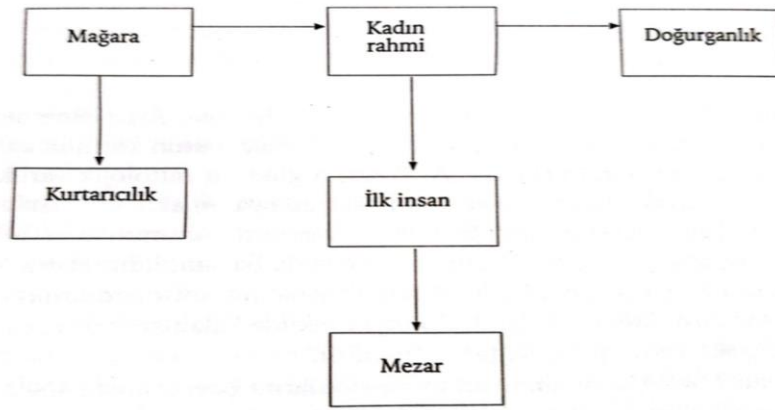 Mağara
Kadın
rahmi
Doğurganlık
Kurtarıcılık
İlk insan
Mezar